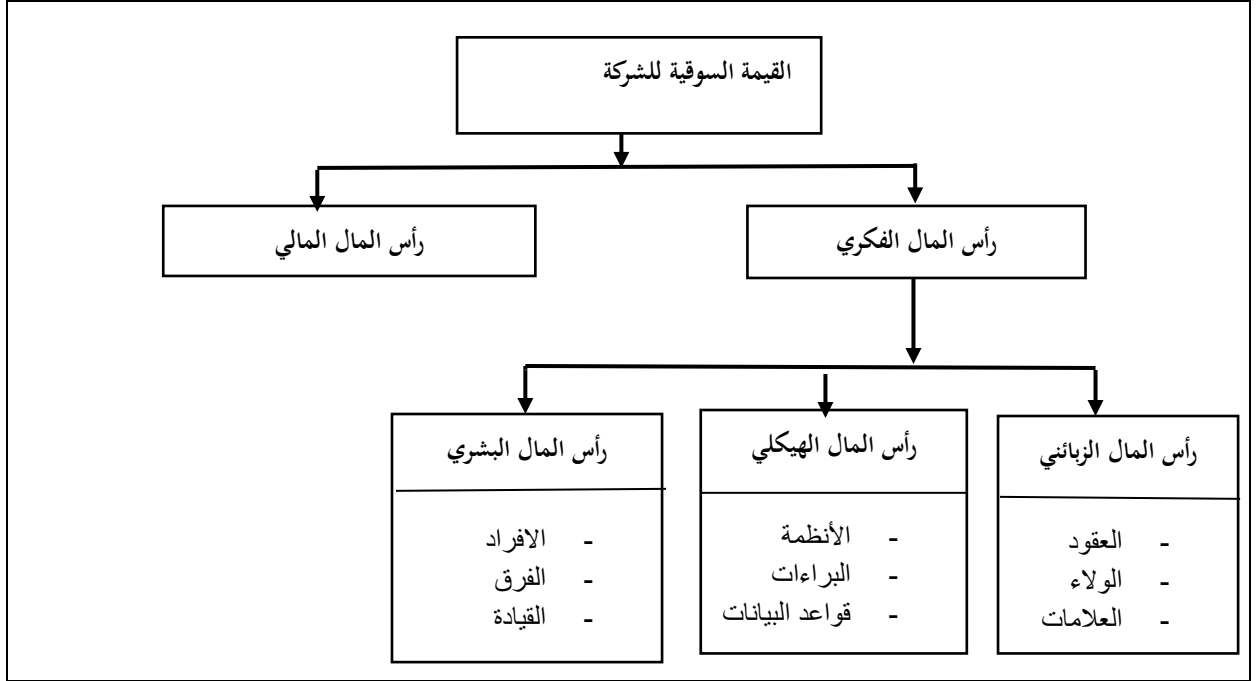 القيمة السوقية للشركة
رأس المال الفكري
رأس المال المالي
رأس المال الزبائني
- العقود
- الولاء
- العلامات
رأس المال الهيكلي
- الأنظمة
- البراءات
- قواعد البيانات
رأس المال البشري
- الافراد
- الفرق
- القيادة